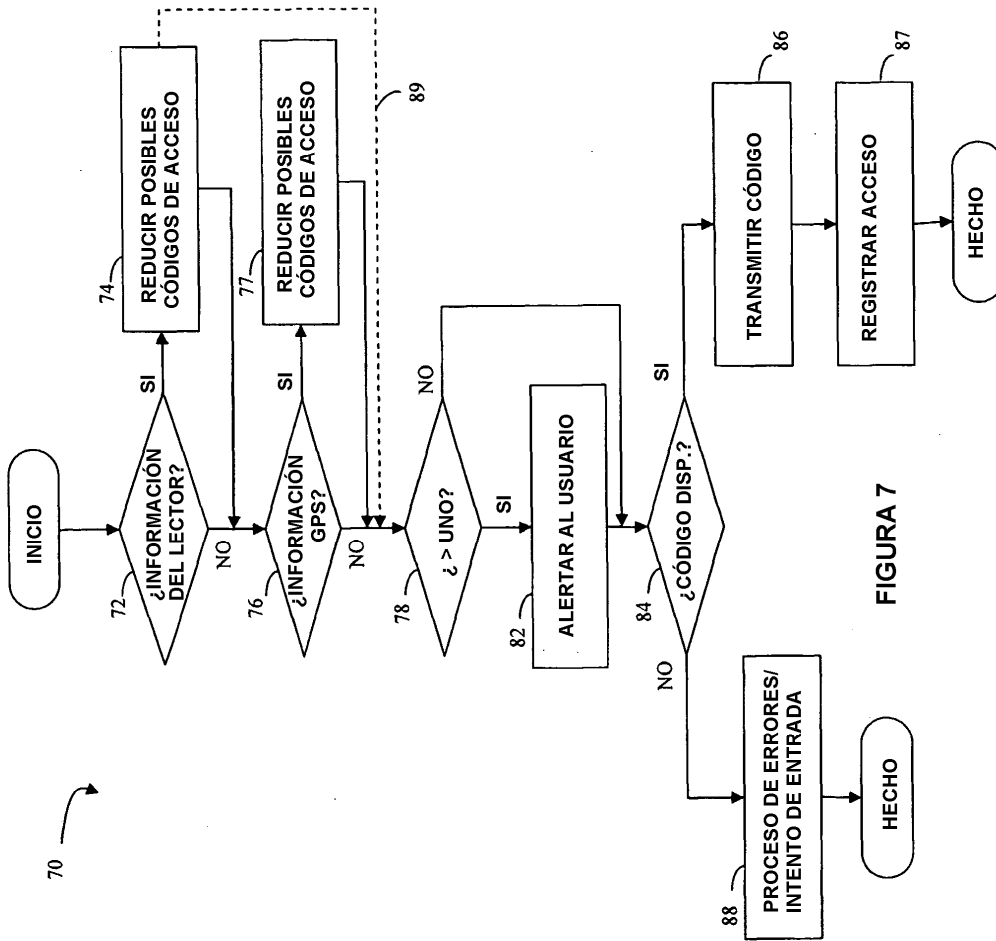 70
INICIO
72
¿INFORMACIÓN
DEL LECTOR?
SI
NO
74
REDUCIR POSIBLES
CÓDIGOS DE ACCESO
76
¿INFORMACIÓN
GPS?
SI
NO
77
REDUCIR POSIBLES
CÓDIGOS DE ACCESO
89
78
¿ > UNO?
NO
SI
82
ALERTAR AL USUARIO
84
¿CÓDIGO DISP.?
NO
SI
88
PROCESO DE ERRORES/
INTENTO DE ENTRADA
HECHO
TRANSMITIR CÓDIGO
86
REGISTRAR ACCESO
87
HECHO
FIGURA 7